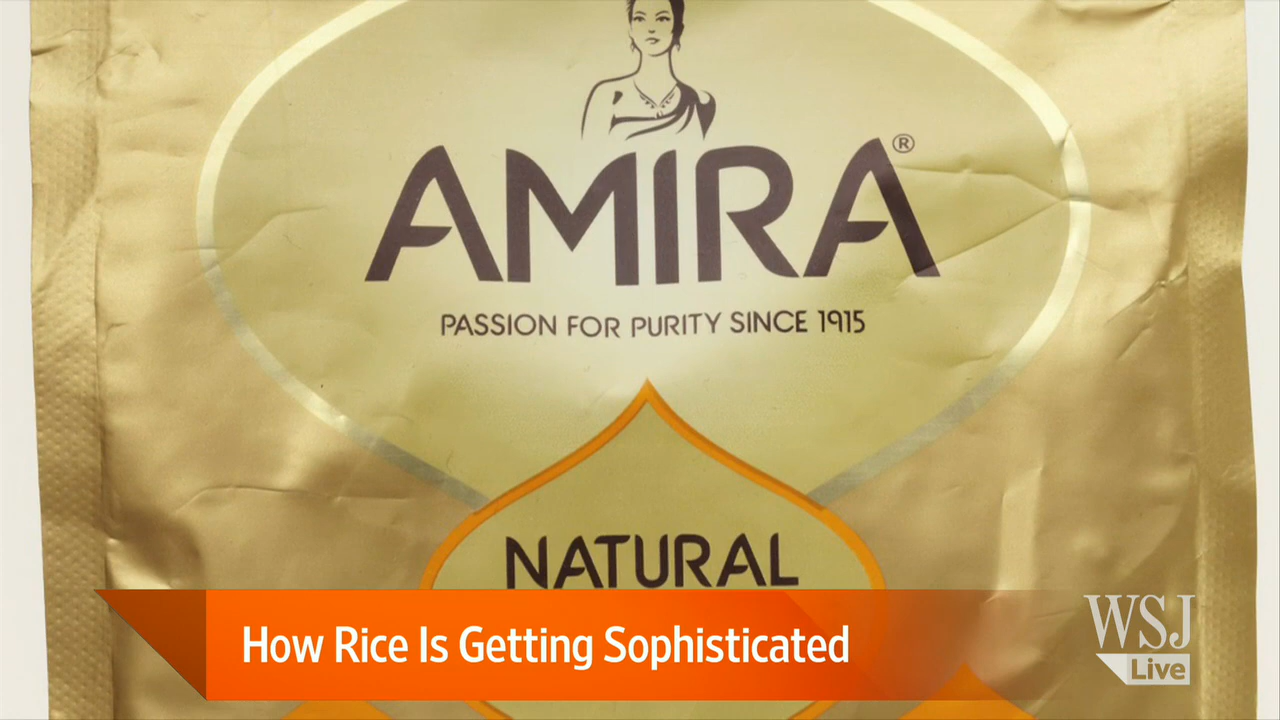 AMIRA®
PASSION FOR PURITY SINCE 1915
NATURAL
How Rice Is Getting Sophisticated
WSJ
Live